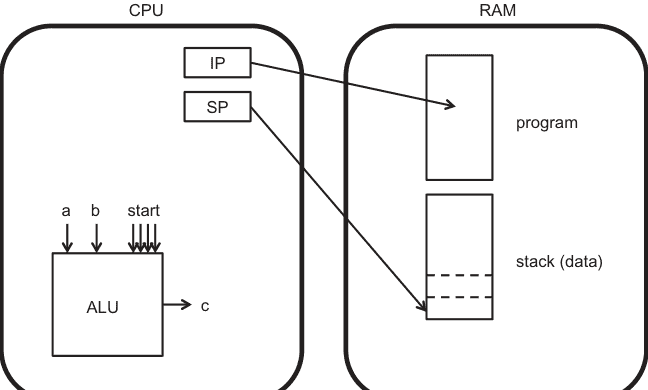 CPU
RAM
IP
SP
program
a b start
stack (data)
ALU
c